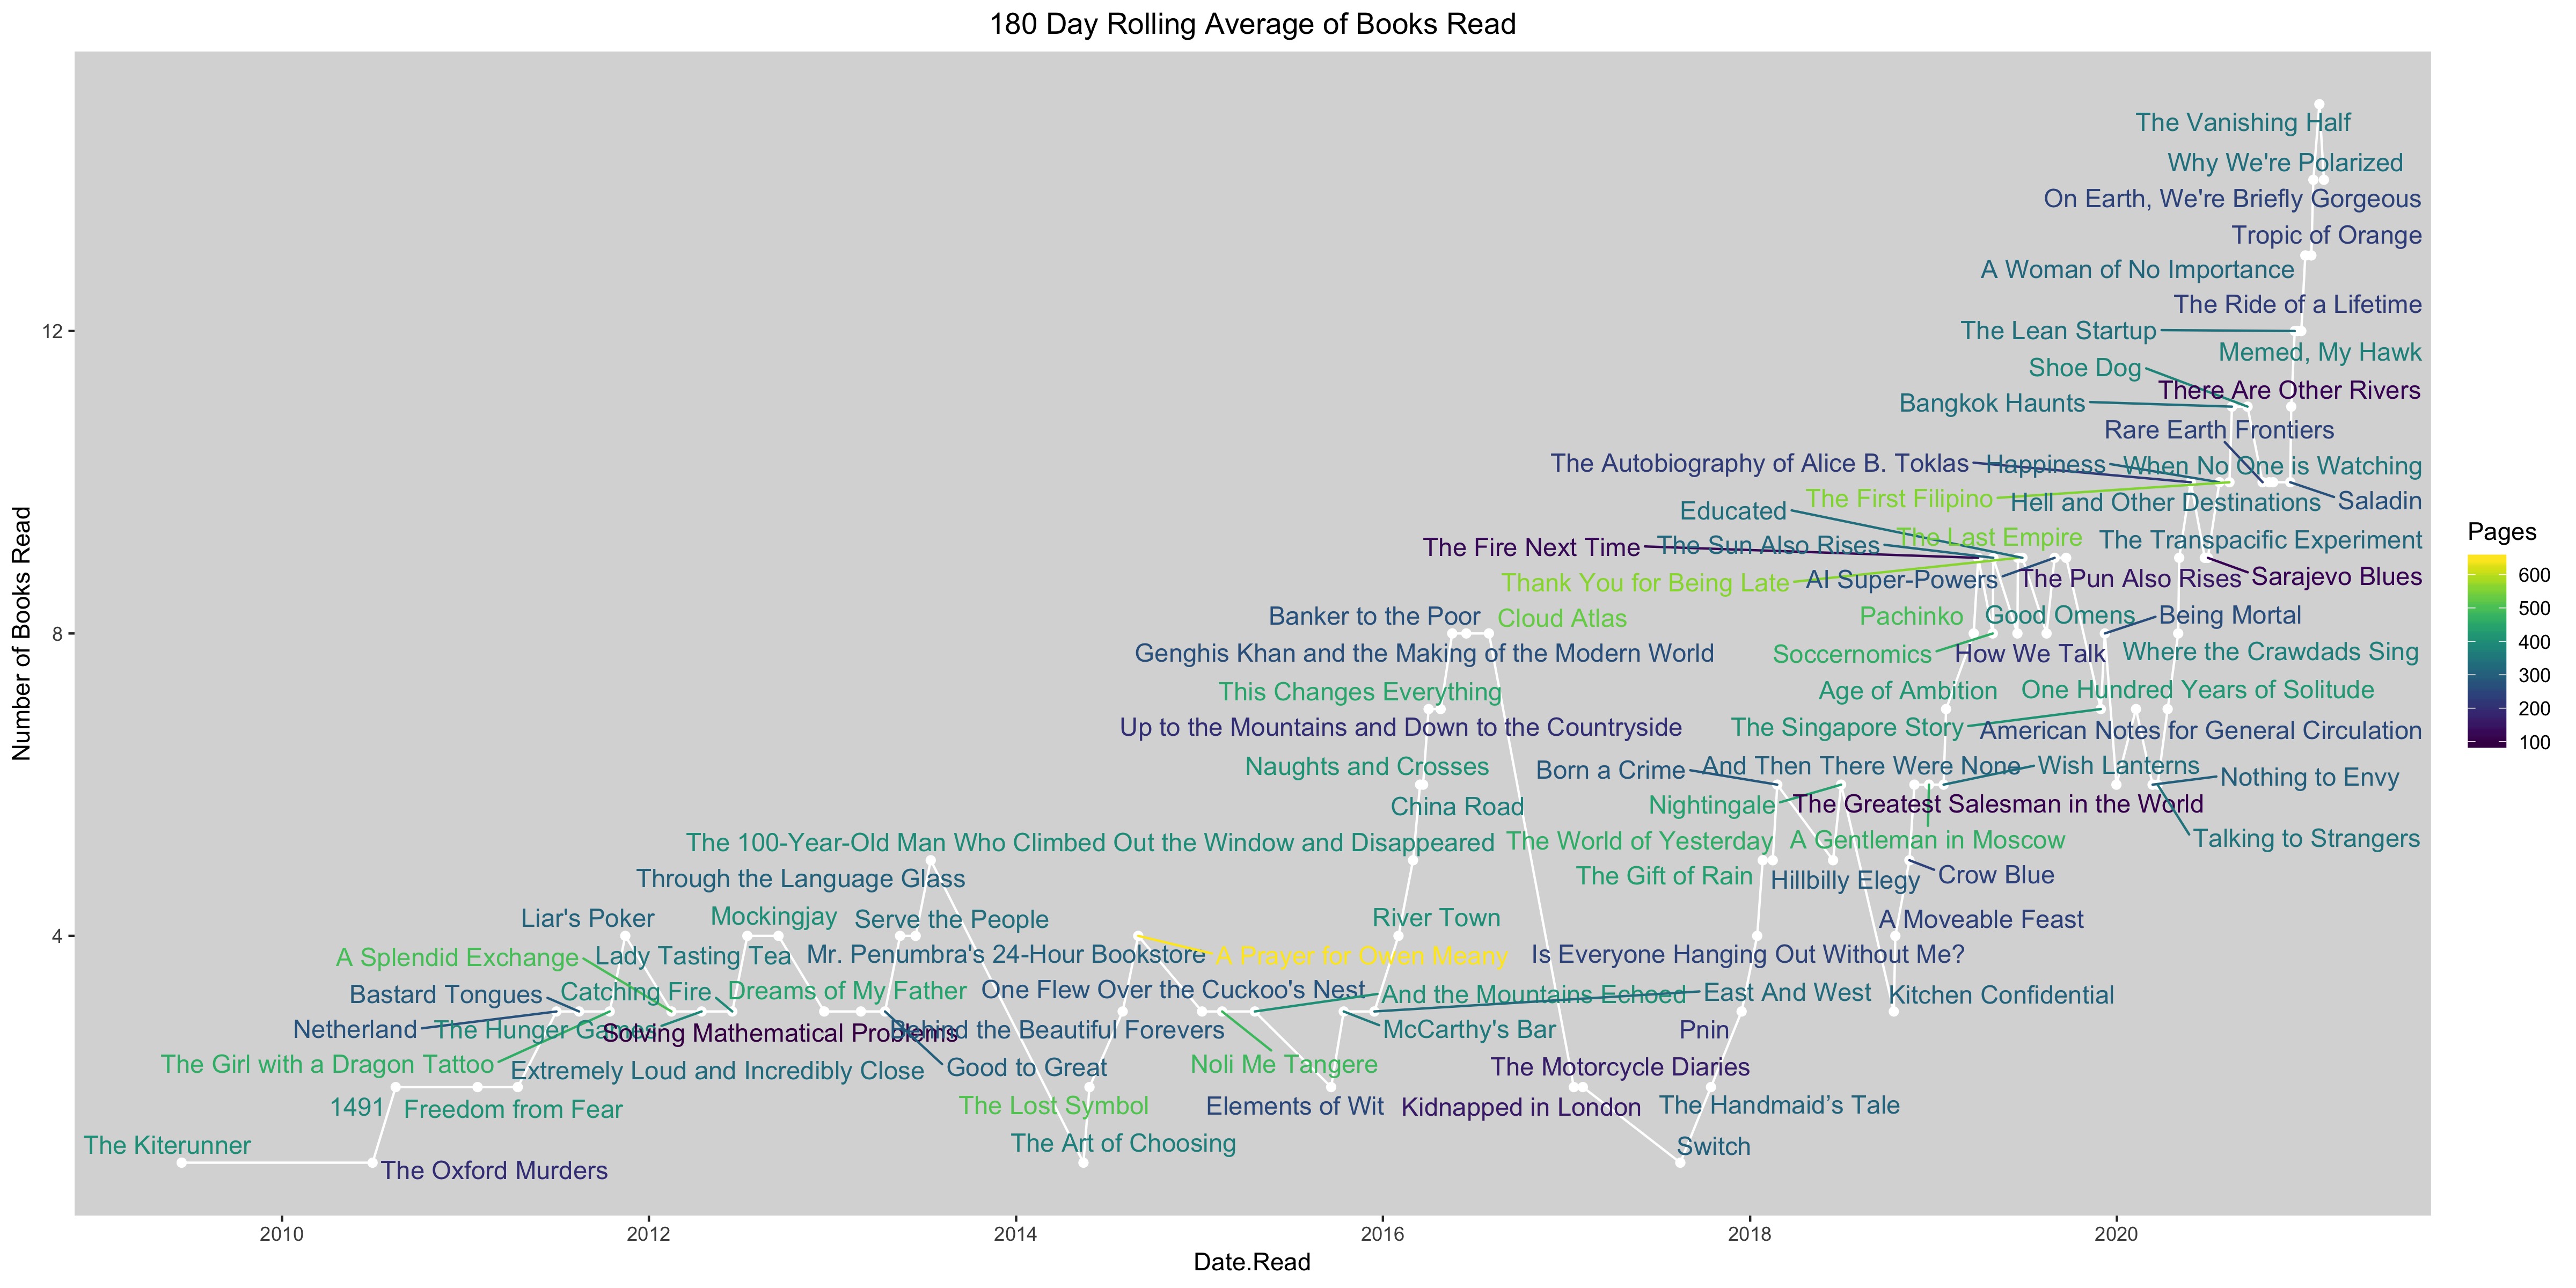 180 Day Rolling Average of Books Read
The Vanishing Half
Why We're Polarized
On Earth, We're Briefly Gorgeous
Tropic of Orange
A Woman of No Importance
The Ride of a Lifetime
12
The Lean Startup
Memed, My Hawk
Shoe Dog
There Are Other Rivers
Bangkok Haunts
Rare Earth Frontiers
The Autobiography of Alice B. Toklas
Happiness
When No One is Watching
The First Filipino
Hell and Other Destinations
Saladin
Educated
The Last Empire
The Transpacific Experiment
The Fire Next Time
The Sun Also Rises
Thank You for Being Late
AI Super-Powers
The Pun Also Rises
Sarajevo Blues
Banker to the Poor
Cloud Atlas
Pachinko
Good Omens
Being Mortal
8
Genghis Khan and the Making of the Modern World
Soccernomics
How We Talk
Where the Crawdads Sing
This Changes Everything
Age of Ambition
One Hundred Years of Solitude
Up to the Mountains and Down to the Countryside
The Singapore Story
American Notes for General Circulation
Naughts and Crosses
Born a Crime
And Then There Were None
Wish Lanterns
Nothing to Envy
China Road
Nightingale
The Greatest Salesman in the World
The 100-Year-Old Man Who Climbed Out the Window and Disappeared
The World of Yesterday
A Gentleman in Moscow
Talking to Strangers
Through the Language Glass
The Gift of Rain
Hillbilly Elegy
Crow Blue
Liar's Poker
Mockingjay
Serve the People
River Town
A Moveable Feast
4
A Splendid Exchange
Lady Tasting Tea
Mr. Penumbra's 24-Hour Bookstore
A Prayer for Owen Meany
Is Everyone Hanging Out Without Me?
Bastard Tongues
Catching Fire
Dreams of My Father
One Flew Over the Cuckoo's Nest
And the Mountains Echoed
East And West
Kitchen Confidential
Netherland
The Hunger Games
Solving Mathematical Problems
Behind the Beautiful Forevers
McCarthy's Bar
Pnin
The Girl with a Dragon Tattoo
Extremely Loud and Incredibly Close
Good to Great
Noli Me Tangere
The Motorcycle Diaries
1491
Freedom from Fear
The Lost Symbol
Elements of Wit
Kidnapped in London
The Handmaid’s Tale
The Kiterunner
The Art of Choosing
Switch
The Oxford Murders
2010
2012
2014
2016
2018
2020
Date.Read
Number of Books Read
Pages
600
500
400
300
200
100